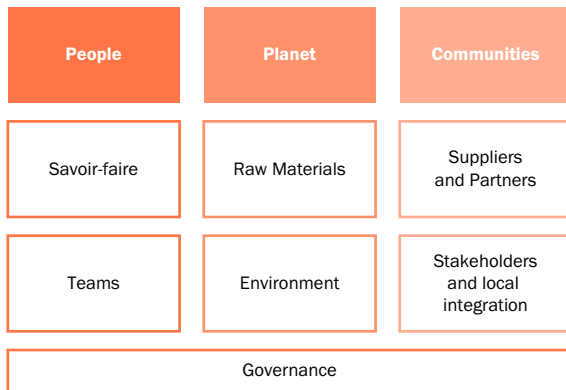 People
Planet
Communities
Savoir-faire
Raw Materials
Suppliers
and Partners
Teams
Environment
Stakeholders
and local
integration
Governance